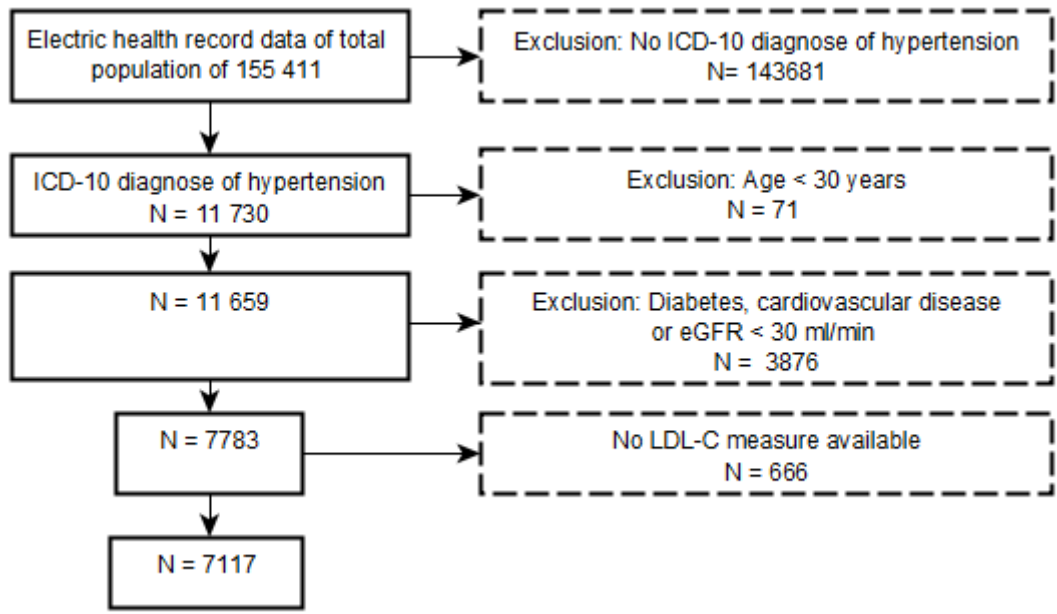 Electric health record data of total
population of 155 411
Exclusion: No ICD-10 diagnose of hypertension
N= 143681
ICD-10 diagnose of hypertension
N = 11 730
Exclusion: Age < 30 years
N = 71
N = 11 659
Exclusion: Diabetes, cardiovascular disease
or eGFR < 30 ml/min
N = 3876
N = 7783
No LDL-C measure available
N = 666
N = 7117